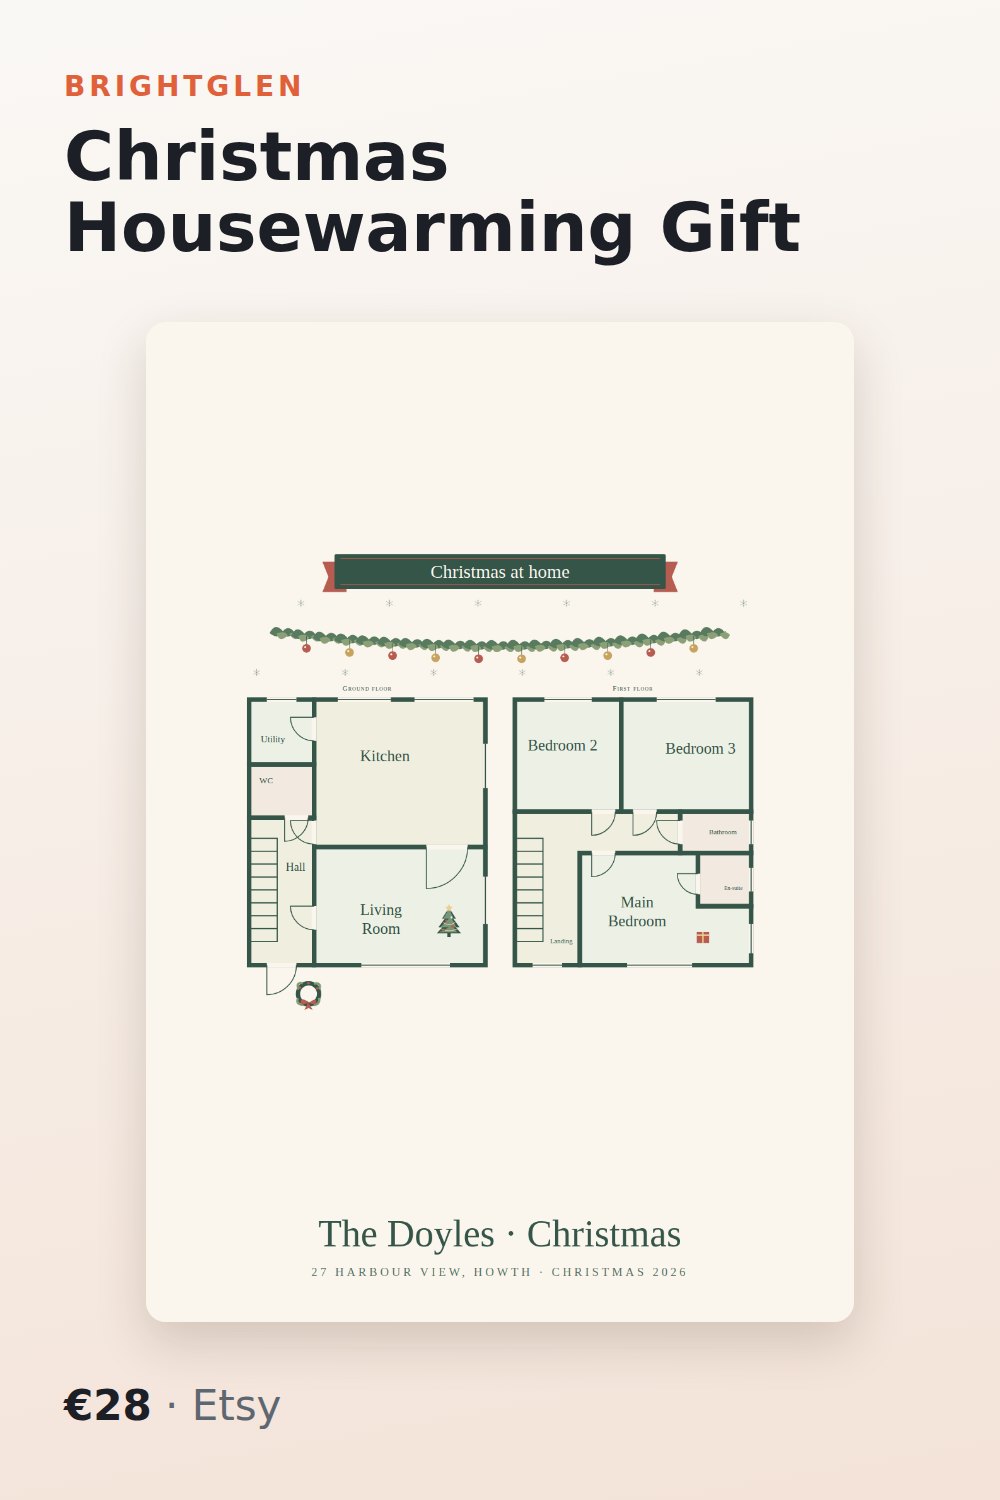 BRIGHTGLEN
Christmas
Housewarming Gift
Christmas at home
Ground floor
First floor
Utility
WC
Kitchen
Hall
Living
Room
Bedroom 2
Bedroom 3
Bathroom
En-suite
Main
Bedroom
Landing
The Doyles · Christmas
27 HARBOUR VIEW, HOWTH · CHRISTMAS 2026
€28 · Etsy